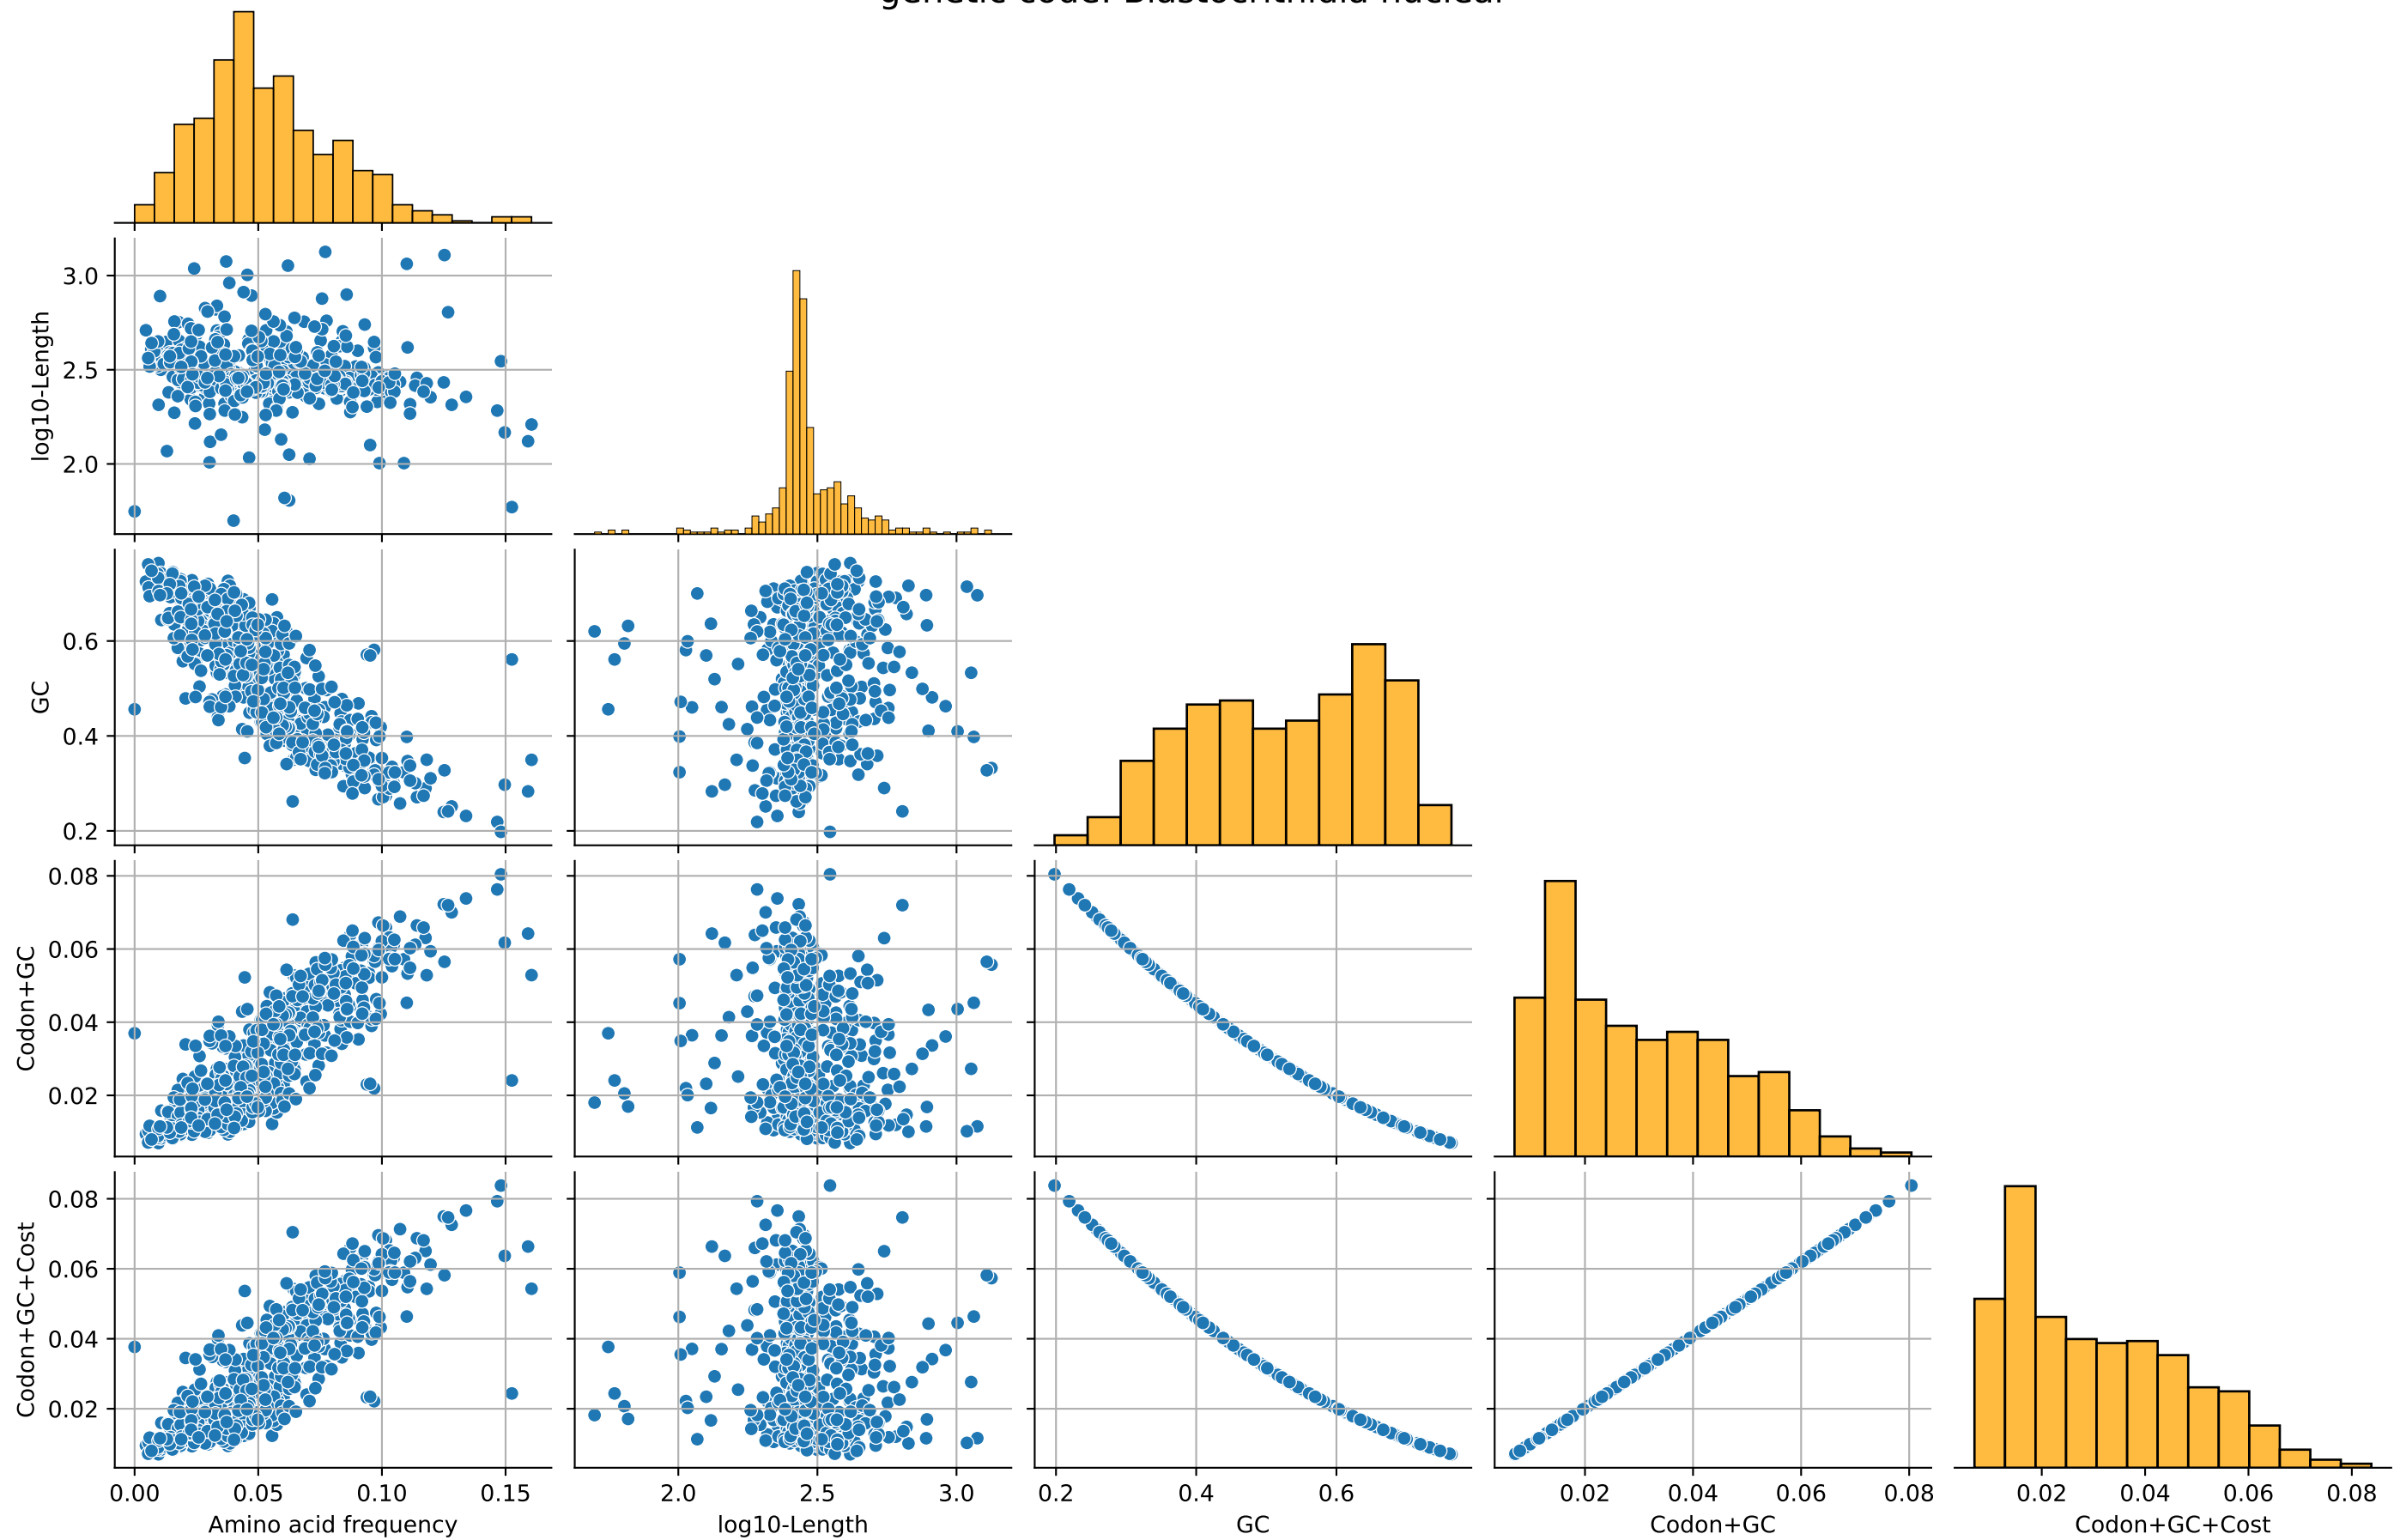 genetic code: Blastocrithidia nuclear
3.0
2.5
2.0
log10-Length
0.6
0.4
0.2
GC
0.08
0.06
0.04
0.02
Codon+GC
0.08
0.06
0.04
0.02
Codon+GC+Cost
0.00 0.05 0.10 0.15
Amino acid frequency
2.0 2.5 3.0
log10-Length
0.2 0.4 0.6
GC
0.02 0.04 0.06 0.08
Codon+GC
0.02 0.04 0.06 0.08
Codon+GC+Cost